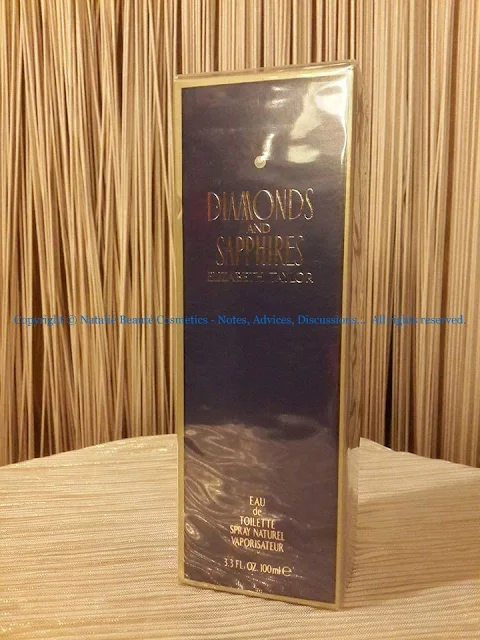 DIAMONDS
AND
SAPPHIRES
ELIZABETH TAYLOR
Copyright © Natalie Beauté Cosmetics - Notes, Advices, Discussions... All rights reserved.
EAU
de
TOILETTE
SPRAY NATUREL
VAPORISATEUR
3.3 FL. OZ. 100ml ℮